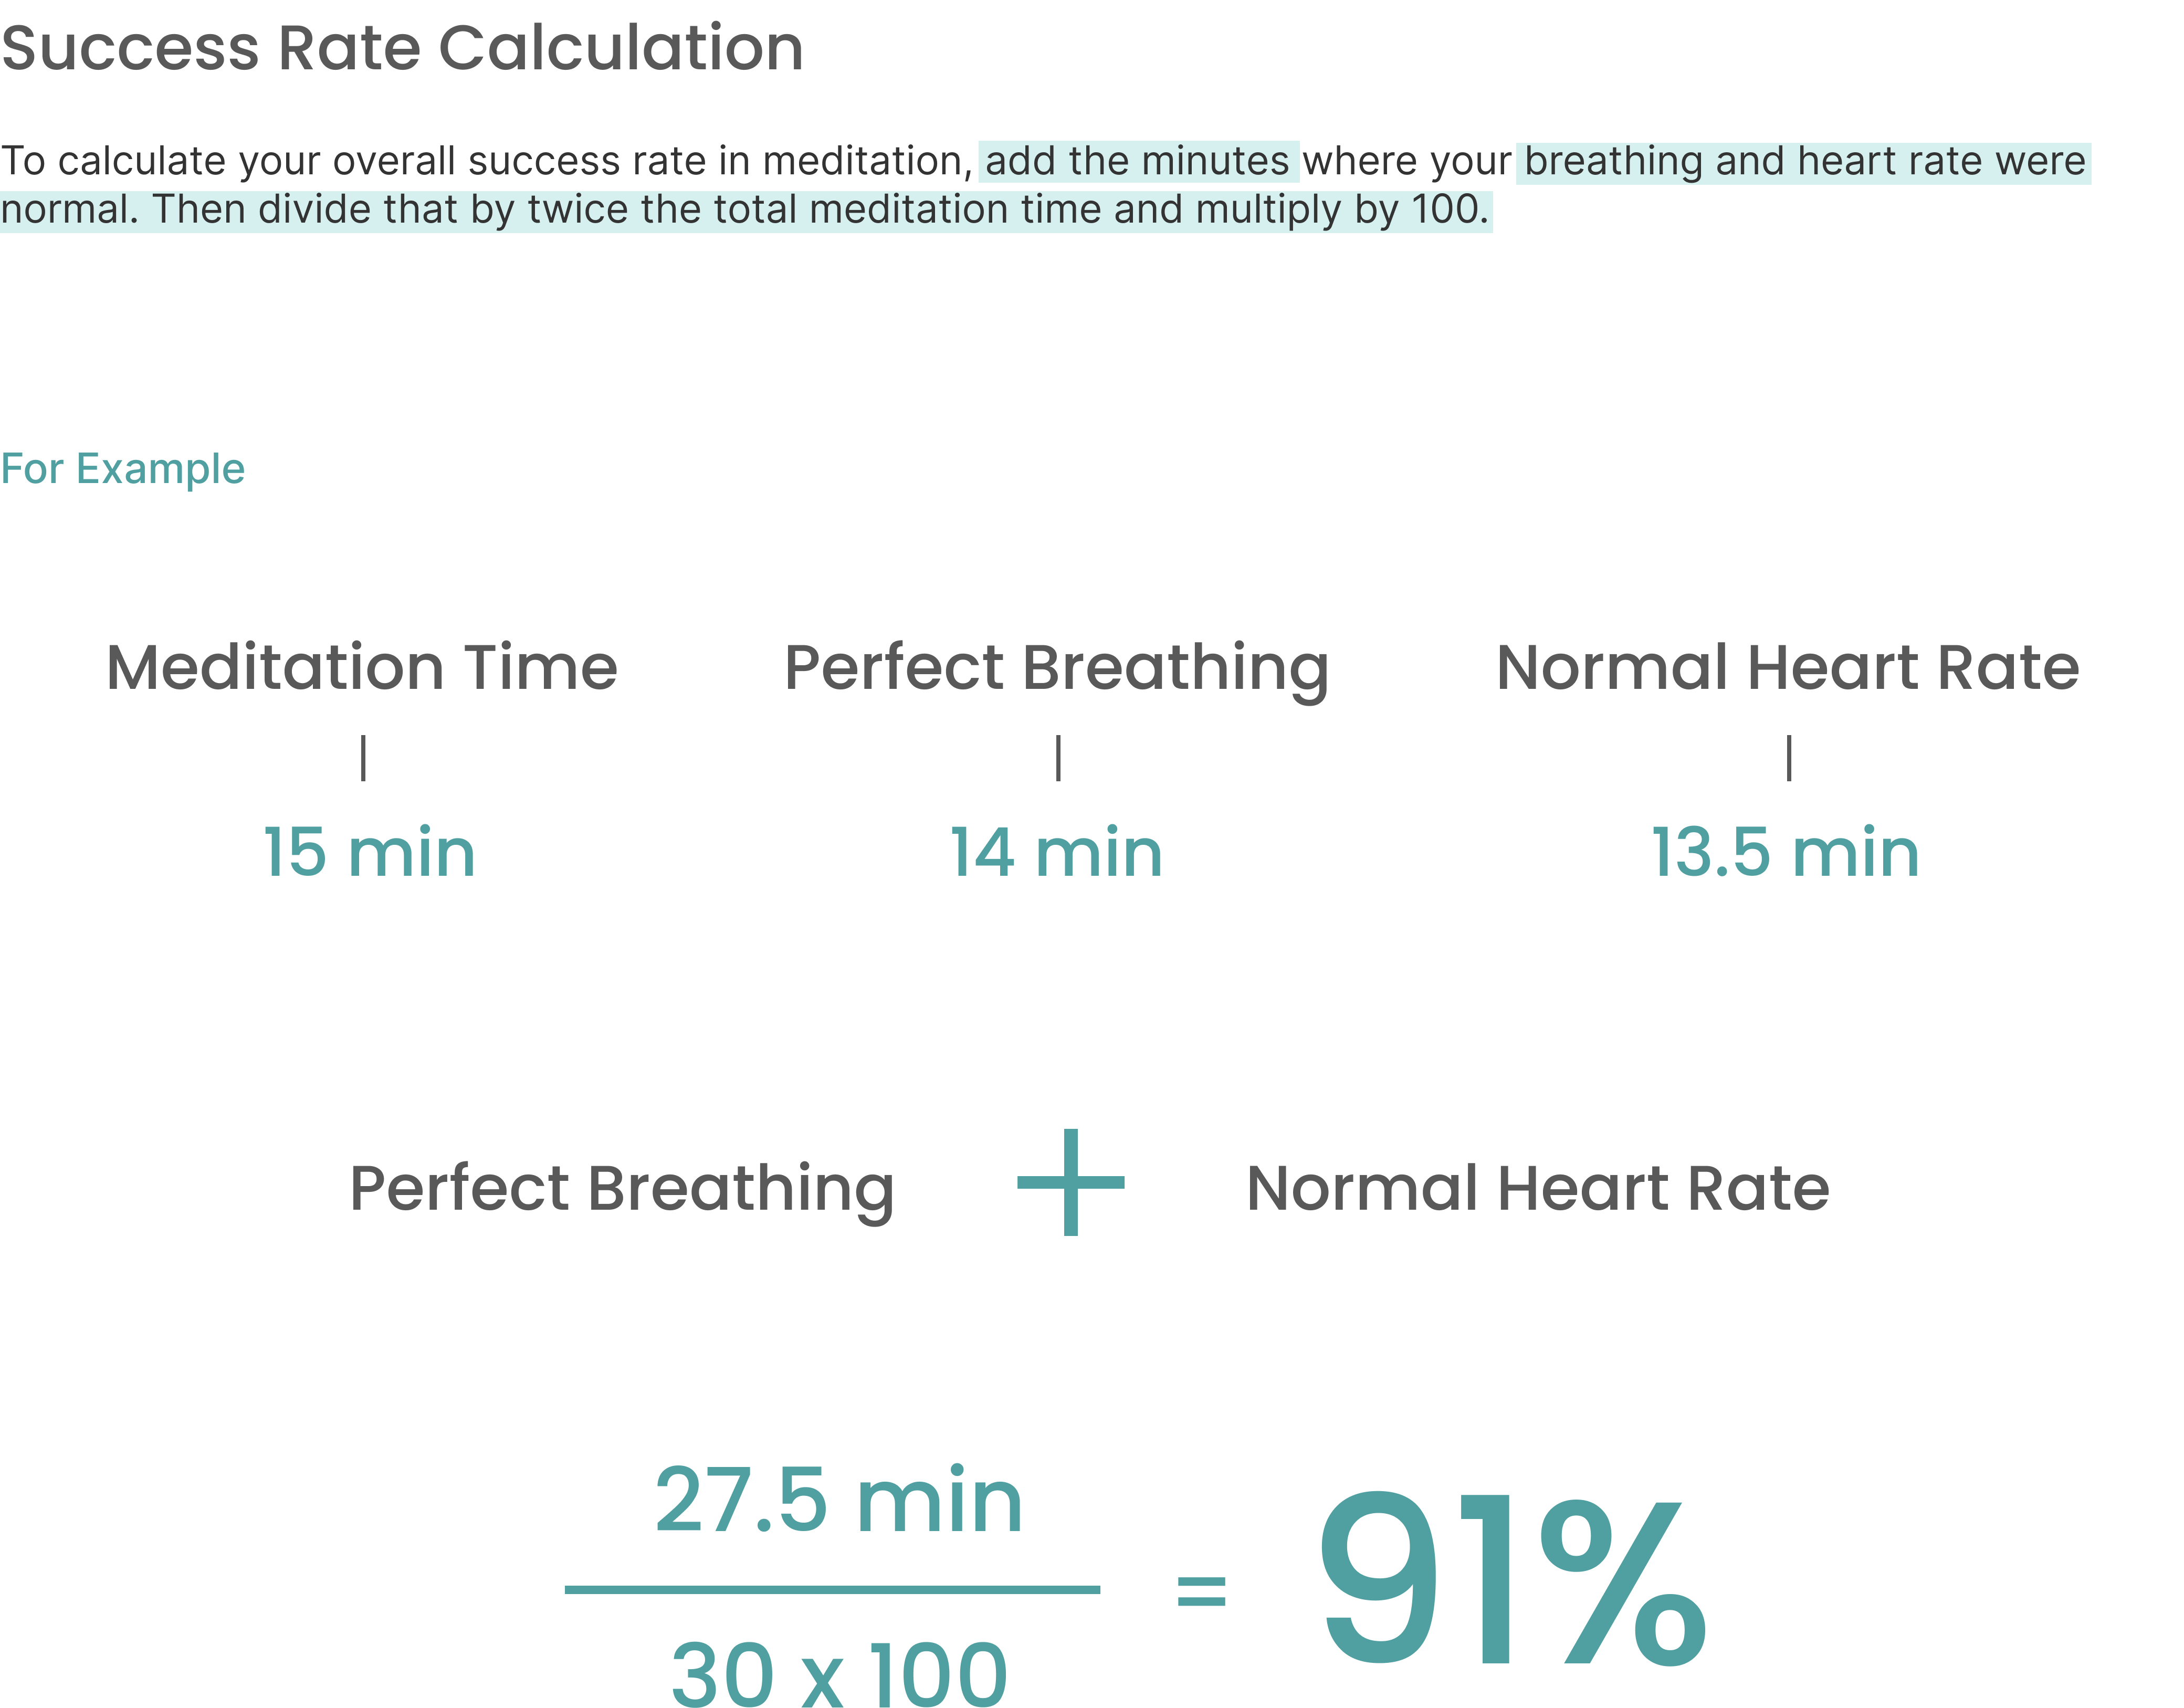 Success Rate Calculation
To calculate your overall success rate in meditation, add the minutes where your breathing and heart rate were
normal. Then divide that by twice the total meditation time and multiply by 100.
For Example
Meditation Time
Perfect Breathing
Normal Heart Rate
15 min
14 min
13.5 min
Perfect Breathing + Normal Heart Rate
27.5 min
= 91%
30 x 100